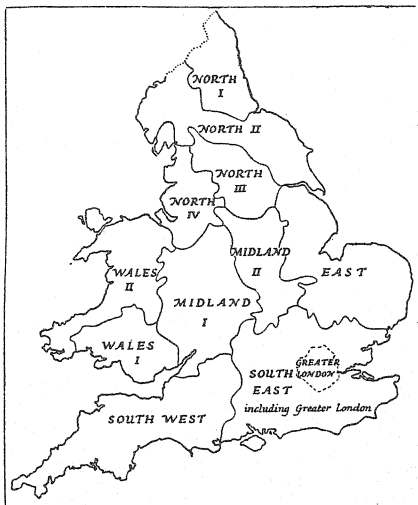 NORTH
I
NORTH II
NORTH
III
NORTH
IV
MIDLAND
II
EAST
WALES
II
MIDLAND
I
WALES
I
GREATER
LONDON
SOUTH
EAST
including Greater London
SOUTH WEST